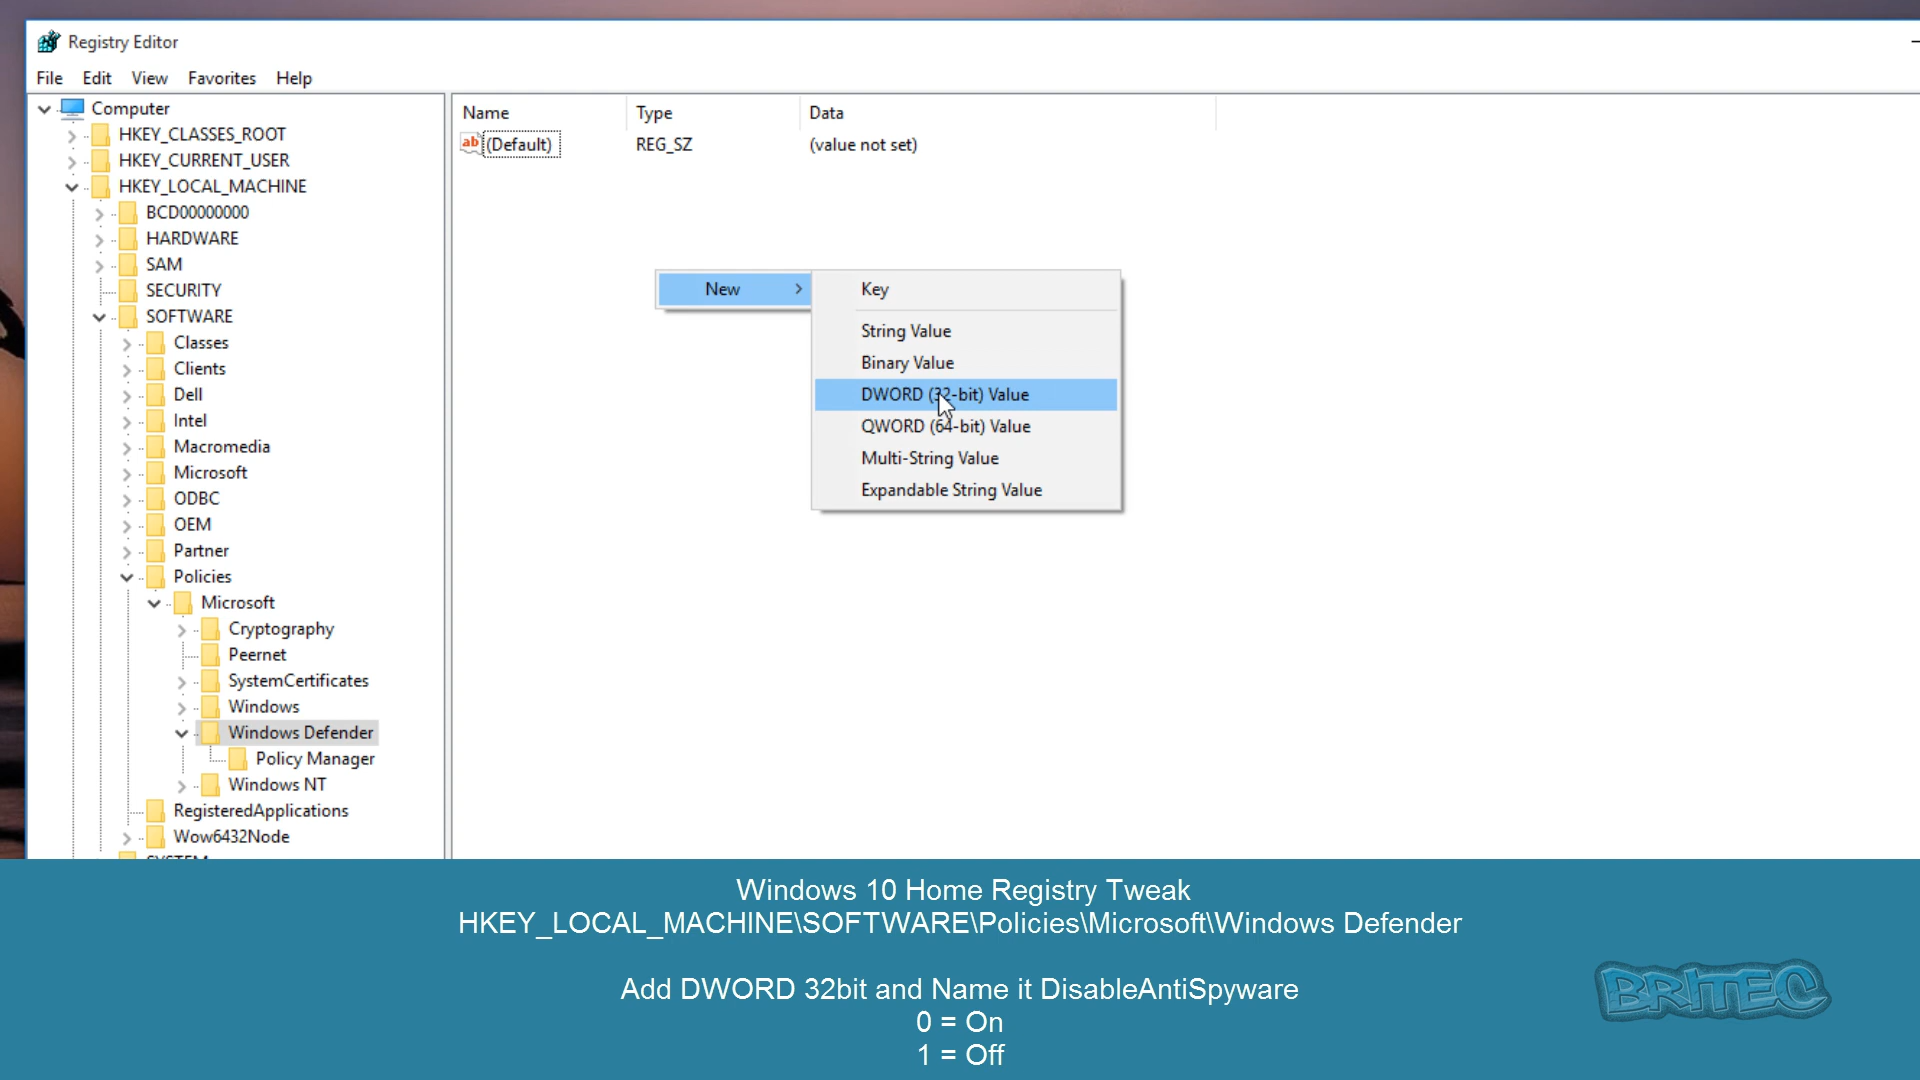 Registry Editor
File Edit View Favorites Help
Computer
HKEY_CLASSES_ROOT
HKEY_CURRENT_USER
HKEY_LOCAL_MACHINE
BCD00000000
HARDWARE
SAM
SECURITY
SOFTWARE
Classes
Clients
Dell
Intel
Macromedia
Microsoft
ODBC
OEM
Partner
Policies
Microsoft
Cryptography
Peernet
SystemCertificates
Windows
Windows Defender
Policy Manager
Windows NT
RegisteredApplications
Wow6432Node
SYSTEM
Name Type Data
ab (Default) REG_SZ (value not set)
New
Key
String Value
Binary Value
DWORD (32-bit) Value
QWORD (64-bit) Value
Multi-String Value
Expandable String Value
Windows 10 Home Registry Tweak
HKEY_LOCAL_MACHINE\SOFTWARE\Policies\Microsoft\Windows Defender
Add DWORD 32bit and Name it DisableAntiSpyware
0 = On
1 = Off
BRITEC